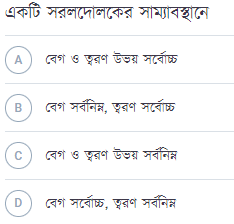 একটি সরলদোলকের সাম্যাবস্থানে
A বেগ ও ত্বরণ উভয় সর্বোচ্চ
B বেগ সর্বনিম্ন, ত্বরণ সর্বোচ্চ
C বেগ ও ত্বরণ উভয় সর্বনিম্ন
D বেগ সর্বোচ্চ, ত্বরণ সর্বনিম্ন